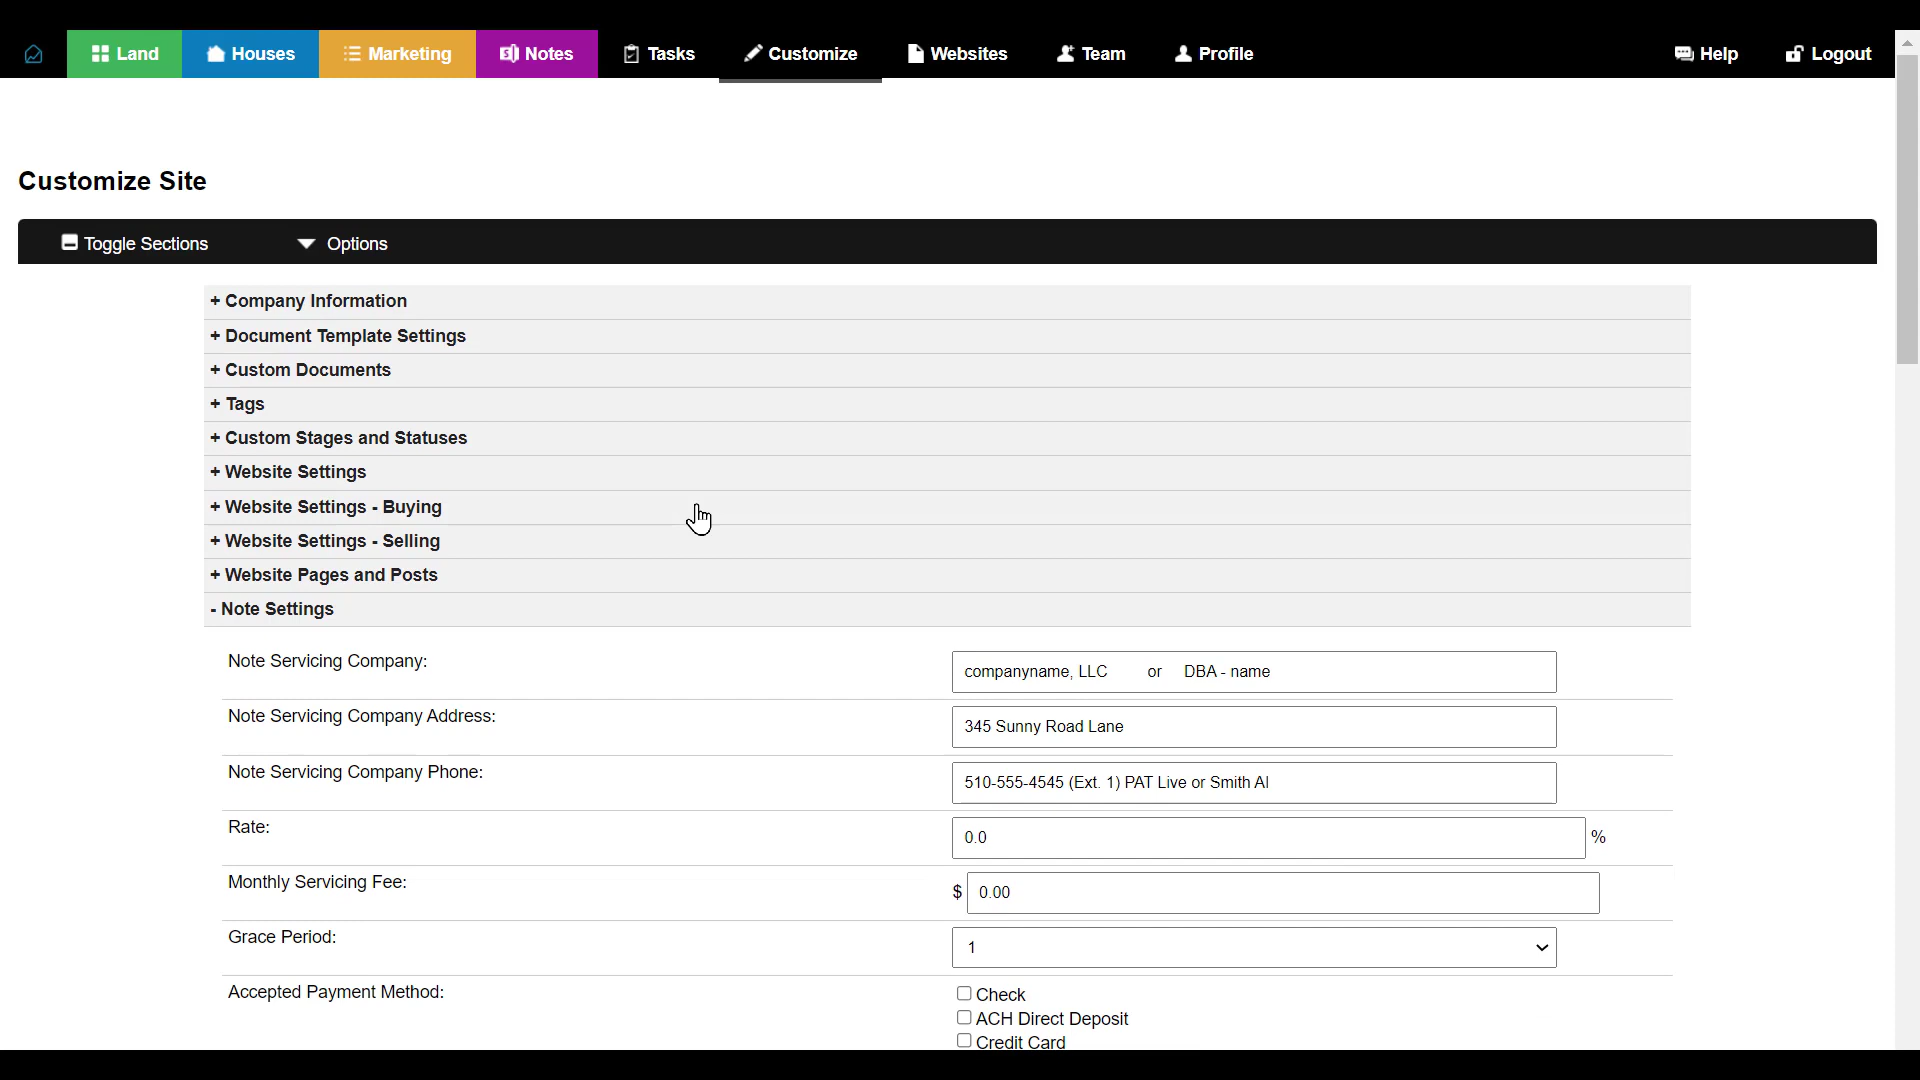 Land Houses Marketing Notes Tasks Customize Websites Team Profile Help Logout
Customize Site
Toggle Sections Options
+ Company Information
+ Document Template Settings
+ Custom Documents
+ Tags
+ Custom Stages and Statuses
+ Website Settings
+ Website Settings - Buying
+ Website Settings - Selling
+ Website Pages and Posts
- Note Settings
Note Servicing Company: companyname, LLC or DBA - name
Note Servicing Company Address: 345 Sunny Road Lane
Note Servicing Company Phone: 510-555-4545 (Ext. 1) PAT Live or Smith AI
Rate: 0.0 %
Monthly Servicing Fee: $ 0.00
Grace Period: 1
Accepted Payment Method: Check
ACH Direct Deposit
Credit Card